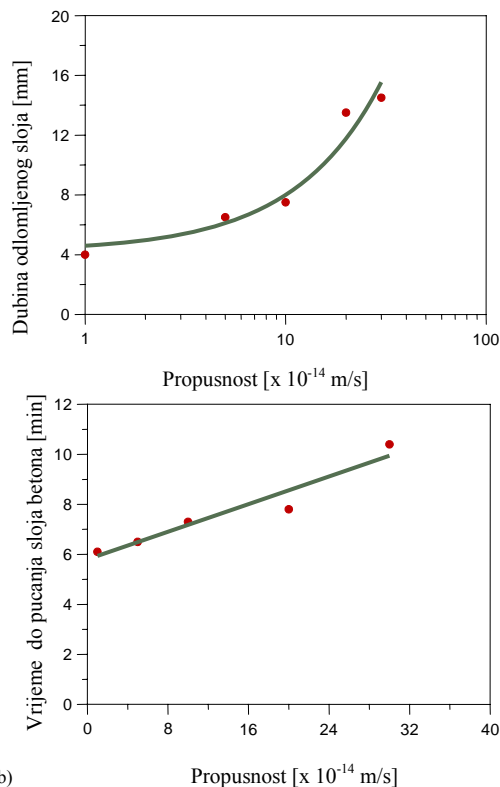 20
16
12
8
4
0
Dubina odlomljenog sloja [mm]
1 10 100
Propusnost [x 10-14 m/s]
12
10
8
6
4
2
0
Vrijeme do pucanja sloja betona [min]
0 8 16 24 32 40
b) Propusnost [x 10-14 m/s]